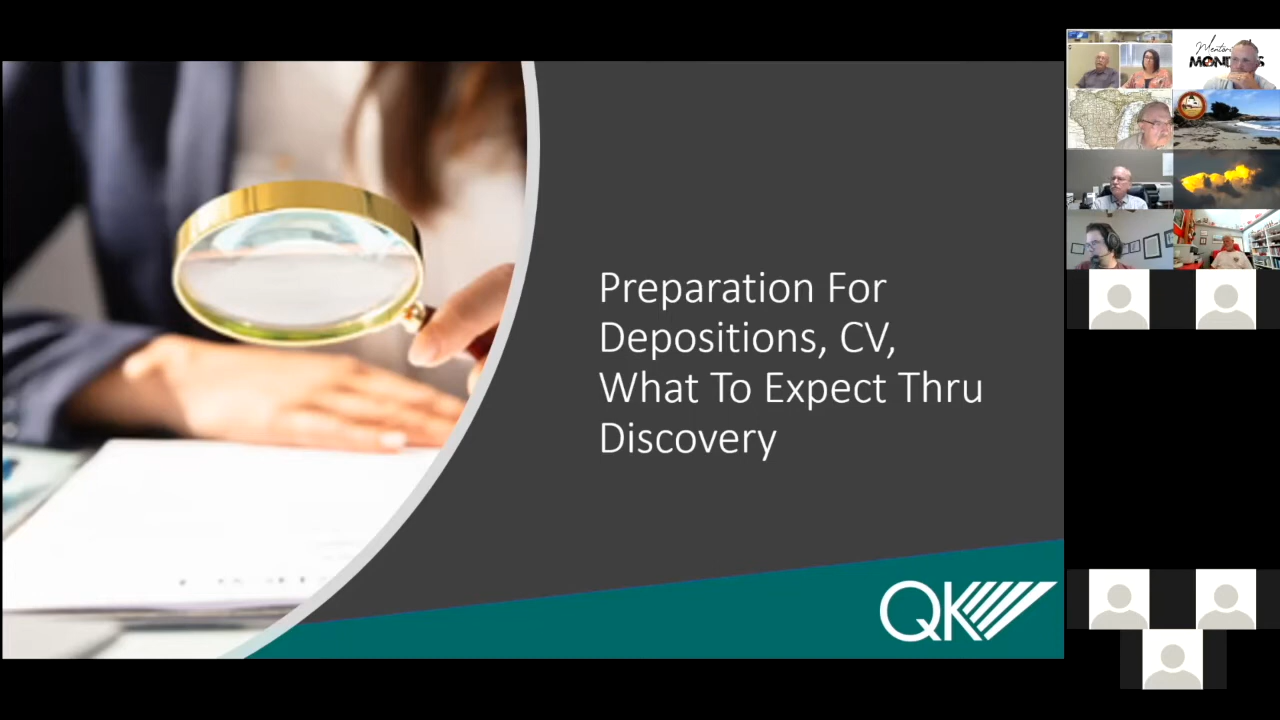 Preparation For
Depositions, CV,
What To Expect Thru
Discovery
QK